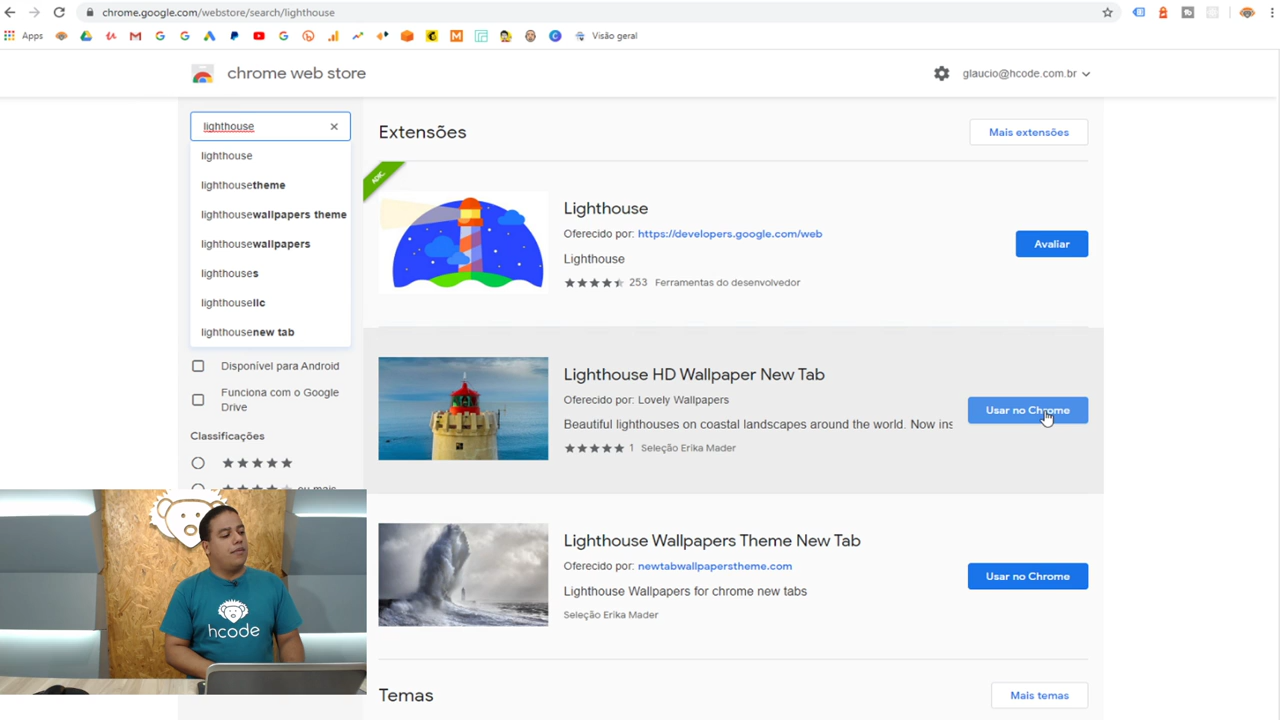 chrome.google.com/webstore/search/lighthouse
Apps
Visão geral
chrome web store
glaucio@hcode.com.br
lighthouse
lighthouse
lighthousetheme
lighthousewallpapers theme
lighthousewallpapers
lighthouses
lighthousellc
lighthousenew tab
Disponível para Android
Funciona com o Google
Drive
Classificações
ou mais
Extensões
Mais extensões
Lighthouse
Oferecido por: https://developers.google.com/web
Lighthouse
253 Ferramentas do desenvolvedor
Avaliar
Lighthouse HD Wallpaper New Tab
Oferecido por: Lovely Wallpapers
Beautiful lighthouses on coastal landscapes around the world. Now ins
1 Seleção Erika Mader
Usar no Chrome
Lighthouse Wallpapers Theme New Tab
Oferecido por: newtabwallpaperstheme.com
Lighthouse Wallpapers for chrome new tabs
Seleção Erika Mader
Usar no Chrome
Temas
Mais temas
hcode